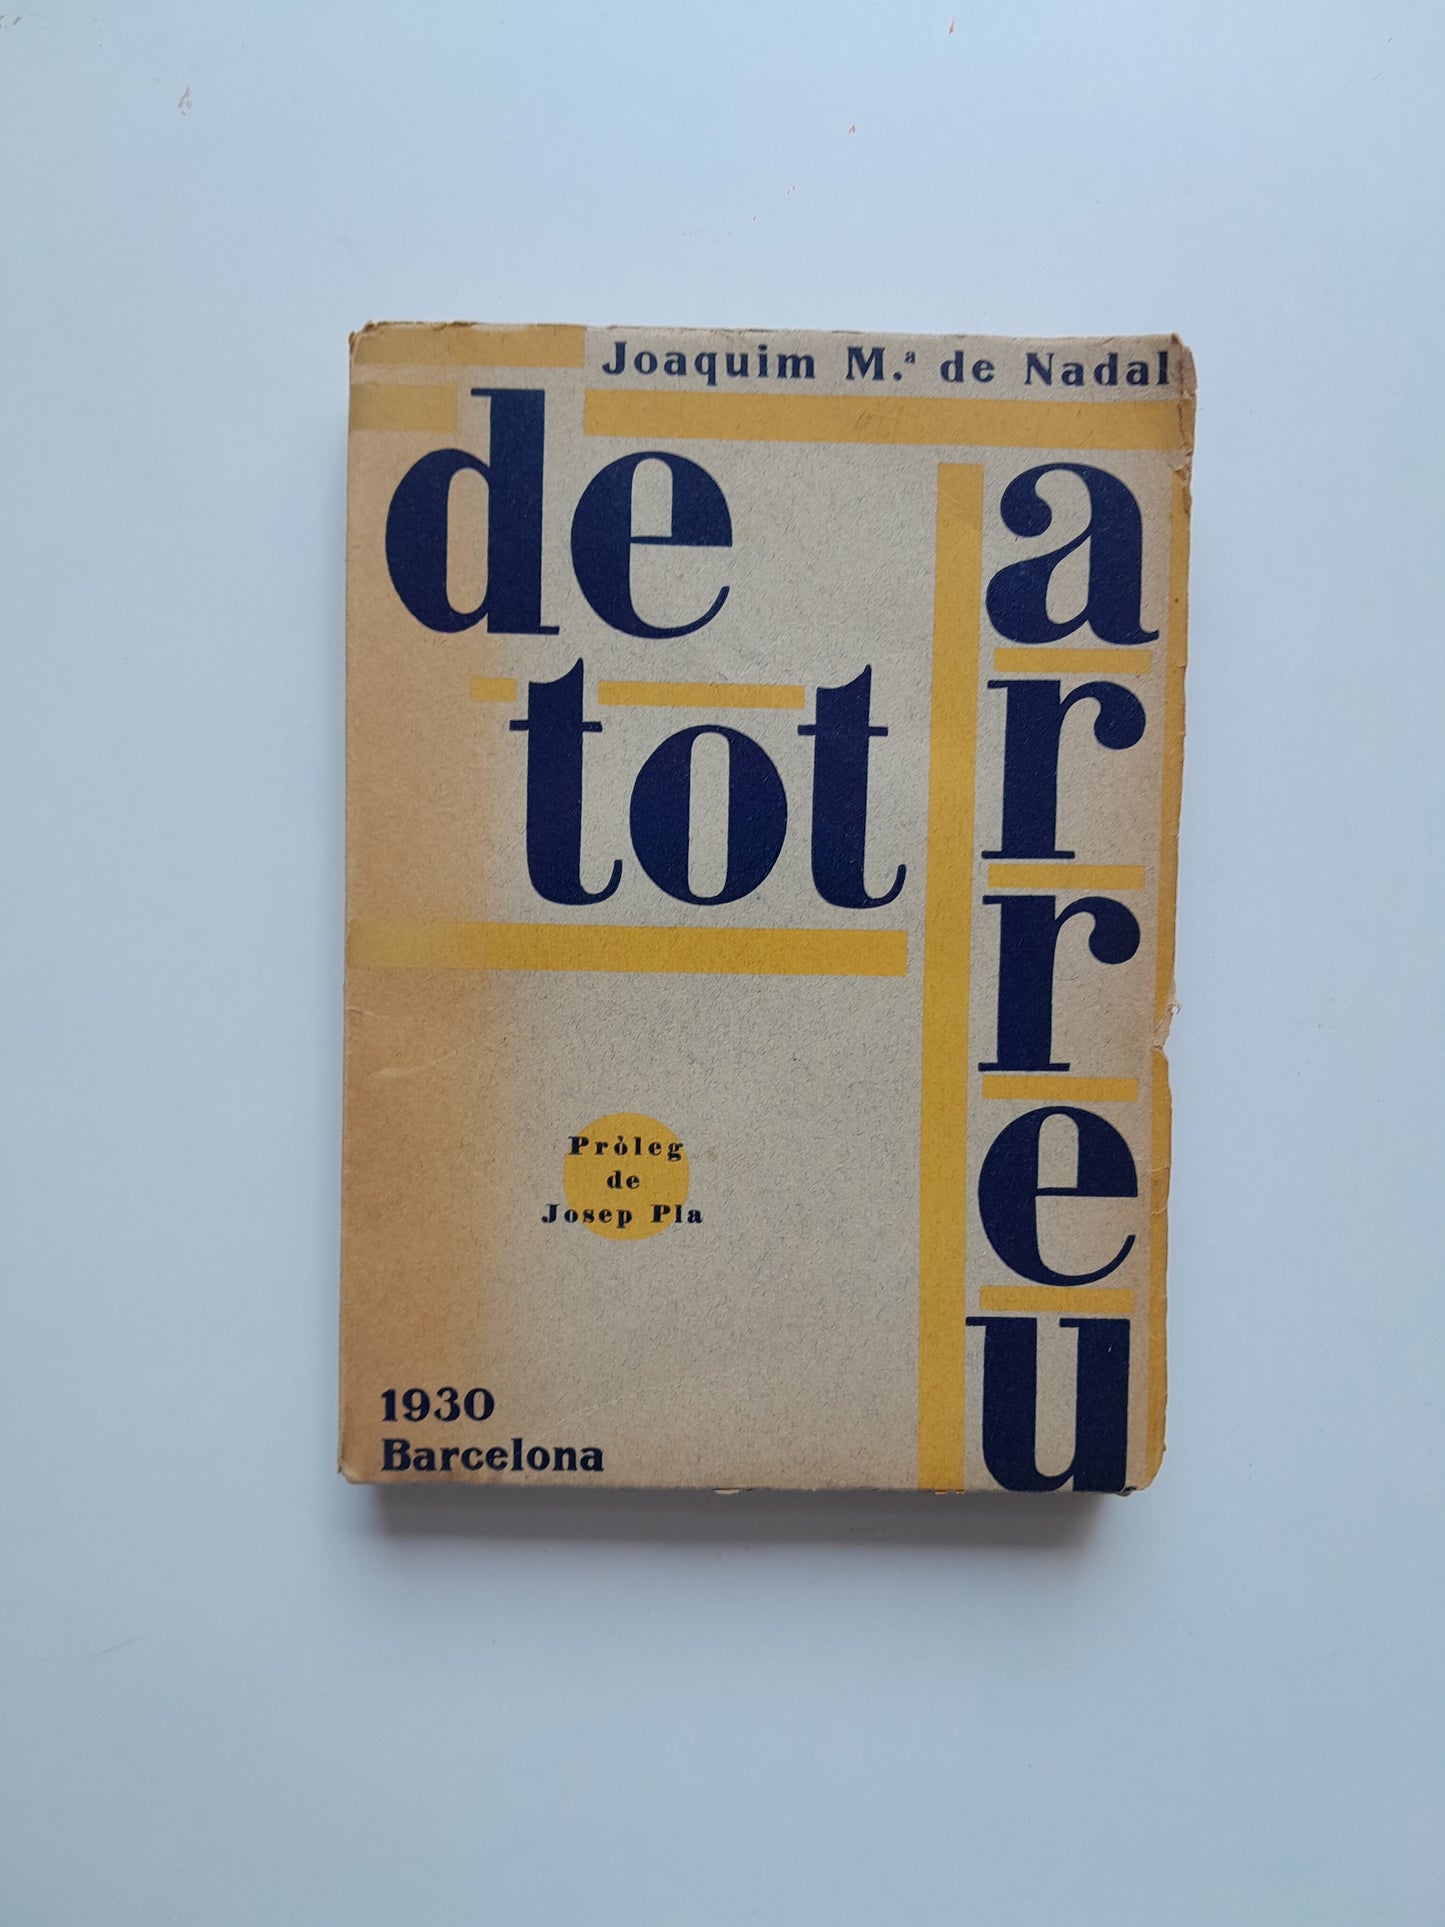 Joaquim M.ª de Nadal
de
tot
arreu
Pròleg
de
Josep Pla
1930
Barcelona